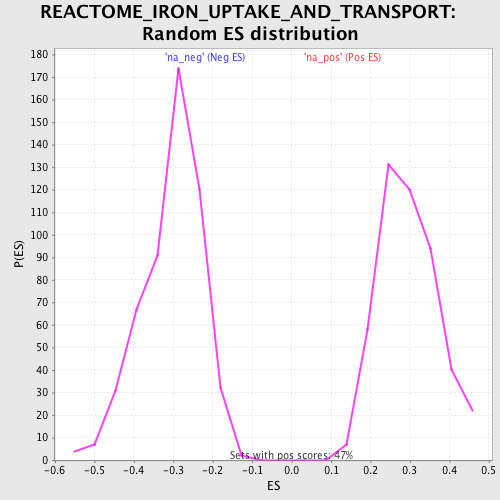 REACTOME_IRON_UPTAKE_AND_TRANSPORT:
Random ES distribution
'na_neg' (Neg ES)
'na_pos' (Pos ES)
180
170
160
150
140
130
120
110
100
90
80
70
60
50
40
30
20
10
0
P(ES)
Sets with pos scores: 47%
-0.6 -0.5 -0.4 -0.3 -0.2 -0.1 0.0 0.1 0.2 0.3 0.4 0.5
ES